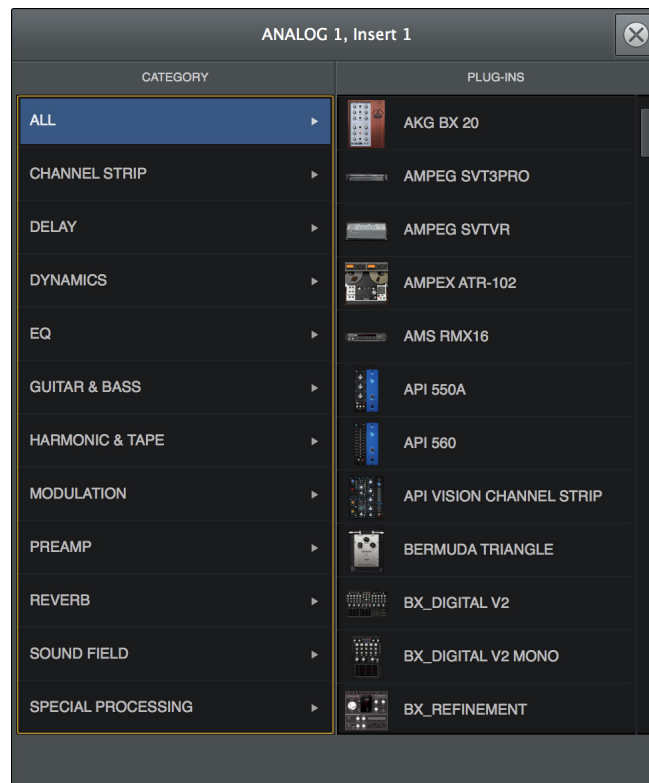 ANALOG 1, Insert 1
CATEGORY
PLUG-INS
ALL
CHANNEL STRIP
DELAY
DYNAMICS
EQ
GUITAR & BASS
HARMONIC & TAPE
MODULATION
PREAMP
REVERB
SOUND FIELD
SPECIAL PROCESSING
AKG BX 20
AMPEG SVT3PRO
AMPEG SVTVR
AMPEX ATR-102
AMS RMX16
API 550A
API 560
API VISION CHANNEL STRIP
BERMUDA TRIANGLE
BX_DIGITAL V2
BX_DIGITAL V2 MONO
BX_REFINEMENT